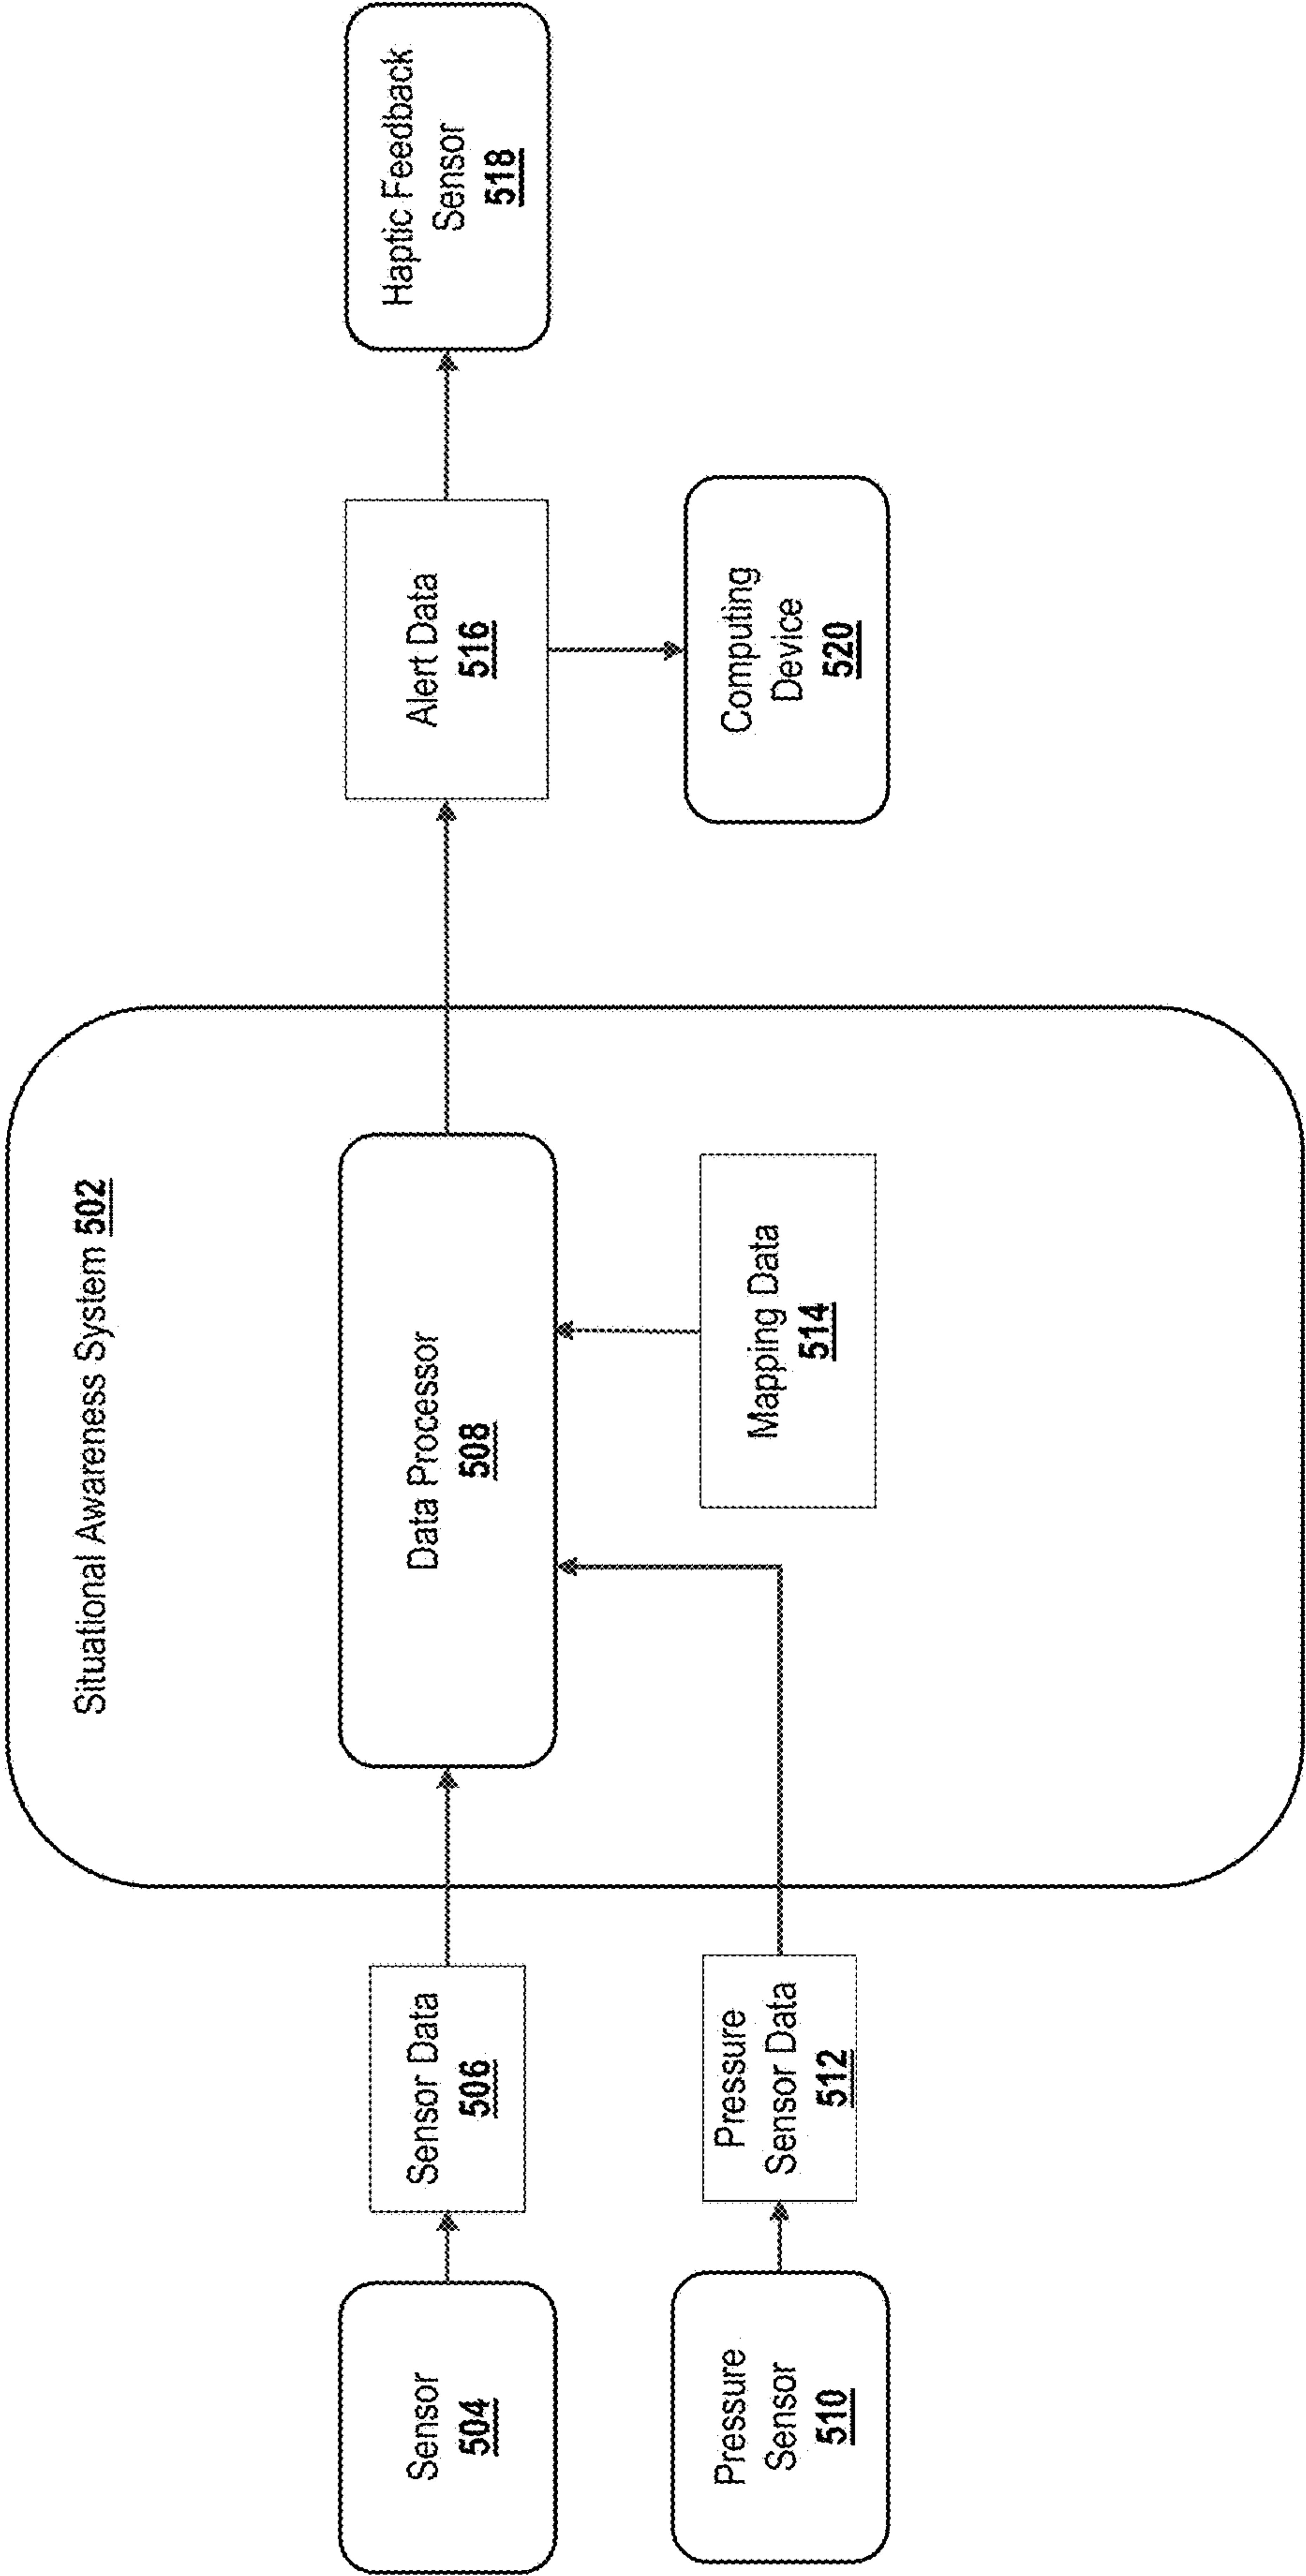 Situational Awareness System 502
Sensor
504
Sensor Data
506
Data Processor
508
Alert Data
516
Haptic Feedback
Sensor
518
Pressure
Sensor
510
Pressure
Sensor Data
512
Mapping Data
514
Computing
Device
520